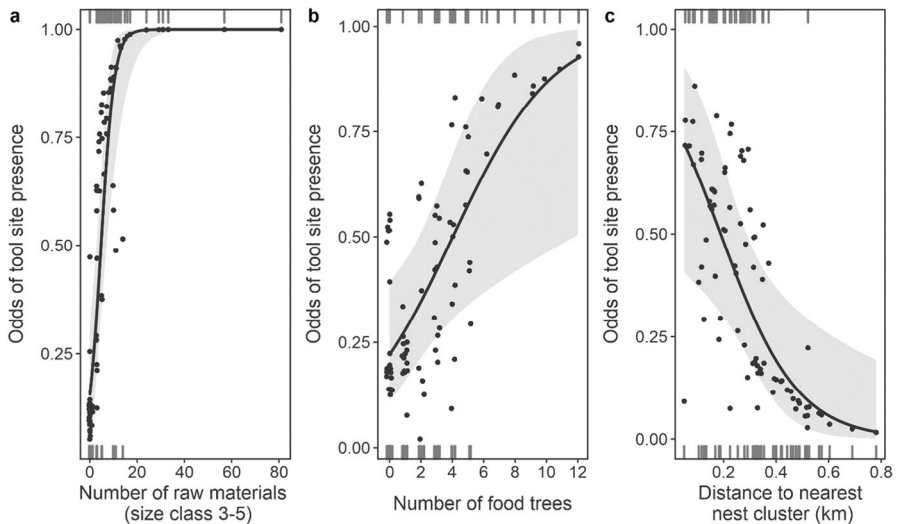 a
b
c
Odds of tool site presence
1.00
0.75
0.50
0.25
0
20
40
60
80
Number of raw materials
(size class 3-5)
Odds of tool site presence
1.00
0.75
0.50
0.25
0.00
0
2
4
6
8
10
12
Number of food trees
Odds of tool site presence
1.00
0.75
0.50
0.25
0.00
0.2
0.4
0.6
0.8
Distance to nearest
nest cluster (km)